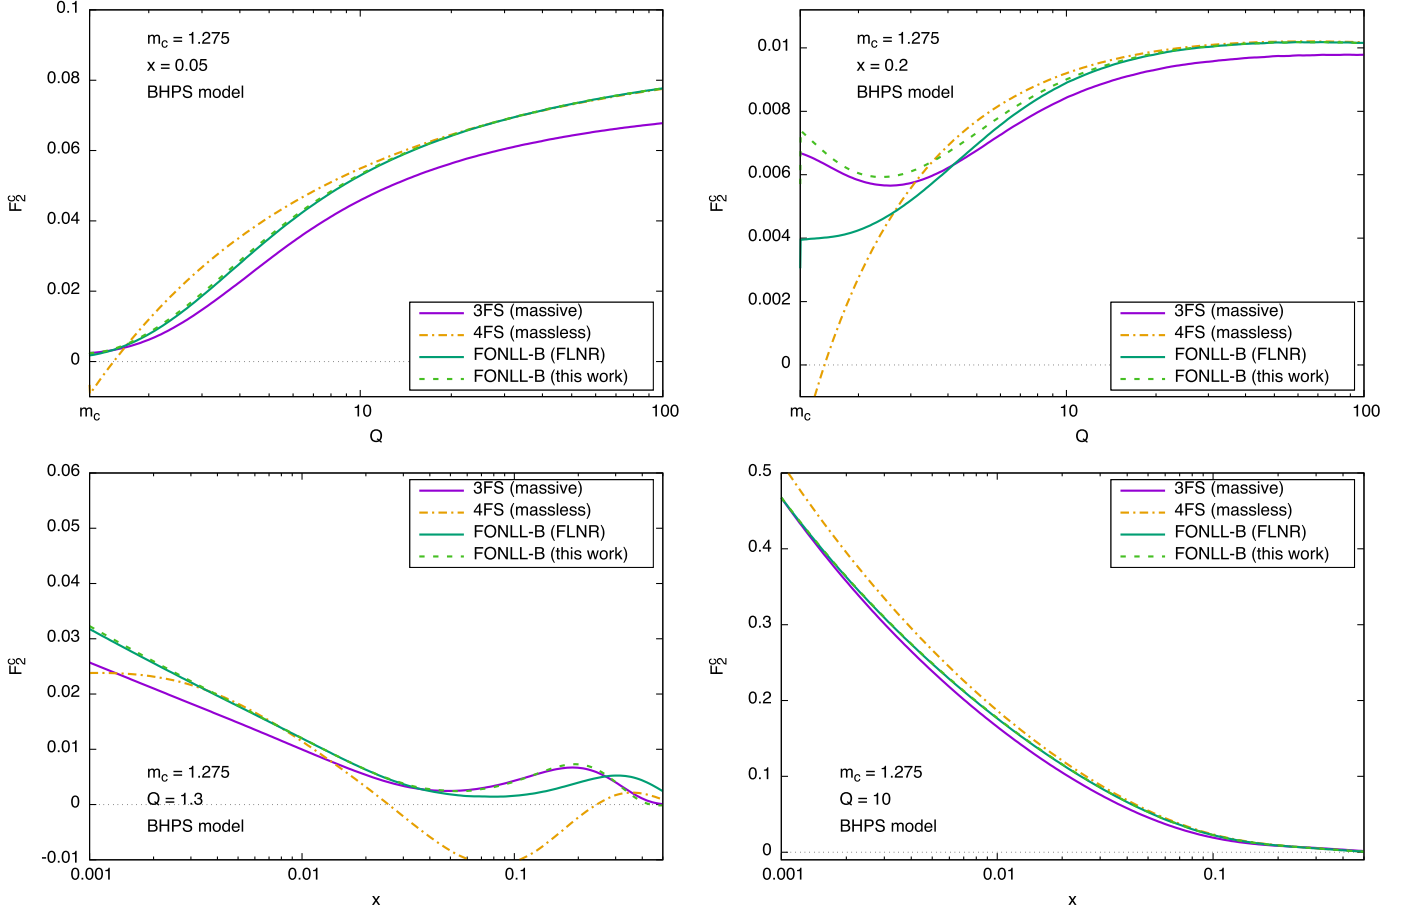 0.1
0.08
0.06
0.04
0.02
0
F₂ᶜ
m_c = 1.275
x = 0.05
BHPS model
3FS (massive)
4FS (massless)
FONLL-B (FLNR)
FONLL-B (this work)
m_c
10
100
Q
0.01
0.008
0.006
0.004
0.002
0
F₂ᶜ
m_c = 1.275
x = 0.2
BHPS model
3FS (massive)
4FS (massless)
FONLL-B (FLNR)
FONLL-B (this work)
m_c
10
100
Q
0.06
0.05
0.04
0.03
0.02
0.01
0
-0.01
F₂ᶜ
3FS (massive)
4FS (massless)
FONLL-B (FLNR)
FONLL-B (this work)
m_c = 1.275
Q = 1.3
BHPS model
0.001
0.01
0.1
x
0.5
0.4
0.3
0.2
0.1
0
F₂ᶜ
3FS (massive)
4FS (massless)
FONLL-B (FLNR)
FONLL-B (this work)
m_c = 1.275
Q = 10
BHPS model
0.001
0.01
0.1
x